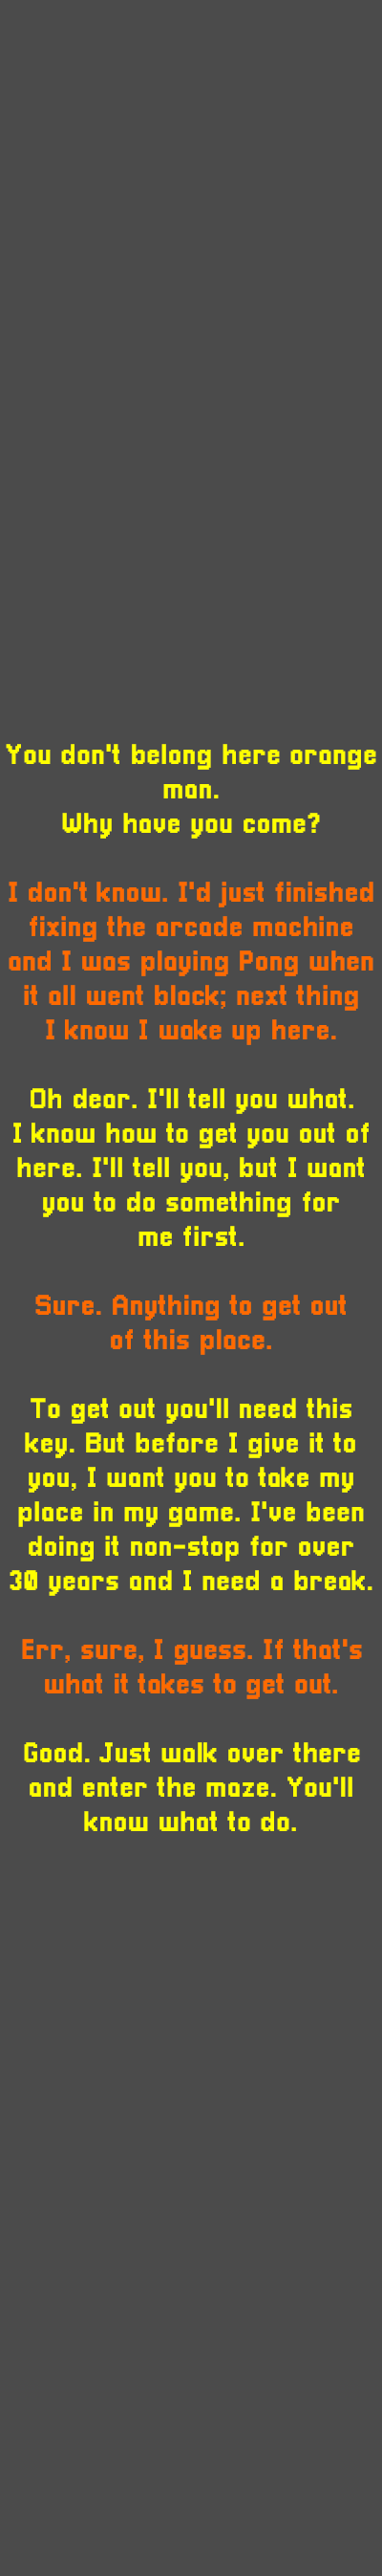 You don't belong here orange
man.
Why have you come?
I don't know. I'd just finished
fixing the arcade machine
and I was playing Pong when
it all went black; next thing
I know I wake up here.
Oh dear. I'll tell you what.
I know how to get you out of
here. I'll tell you, but I want
you to do something for
me first.
Sure. Anything to get out
of this place.
To get out you'll need this
key. But before I give it to
you, I want you to take my
place in my game. I've been
doing it non-stop for over
30 years and I need a break.
Err, sure, I guess. If that's
what it takes to get out.
Good. Just walk over there
and enter the maze. You'll
know what to do.